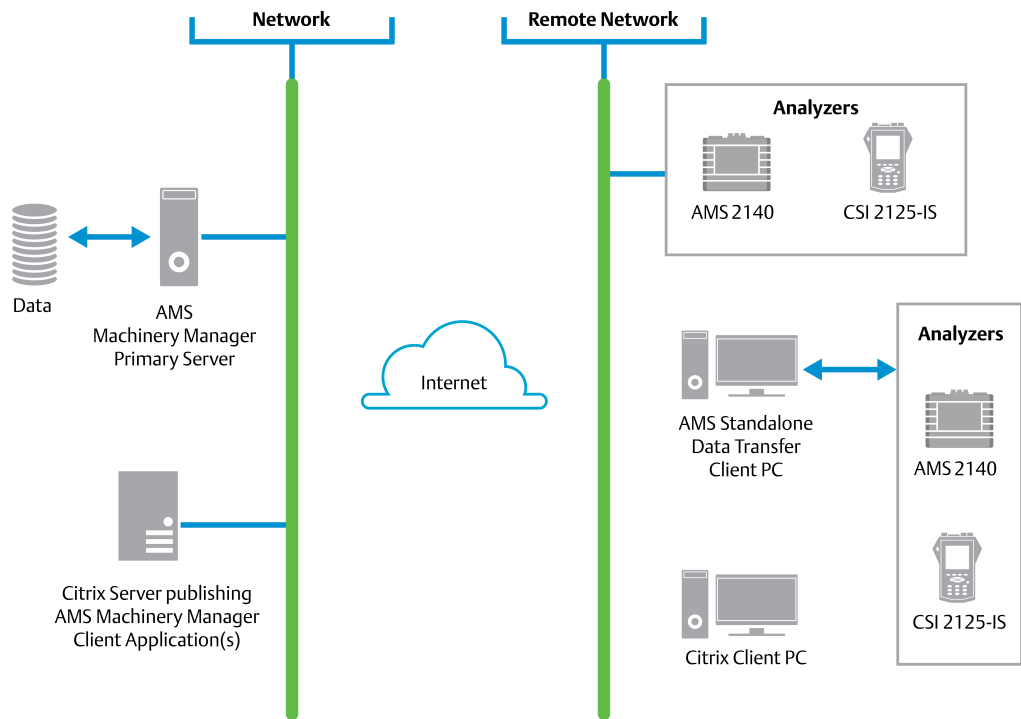 Network
Remote Network
Analyzers
AMS 2140
CSI 2125-IS
Data
AMS
Machinery Manager
Primary Server
Internet
AMS Standalone
Data Transfer
Client PC
Analyzers
AMS 2140
CSI 2125-IS
Citrix Server publishing
AMS Machinery Manager
Client Application(s)
Citrix Client PC